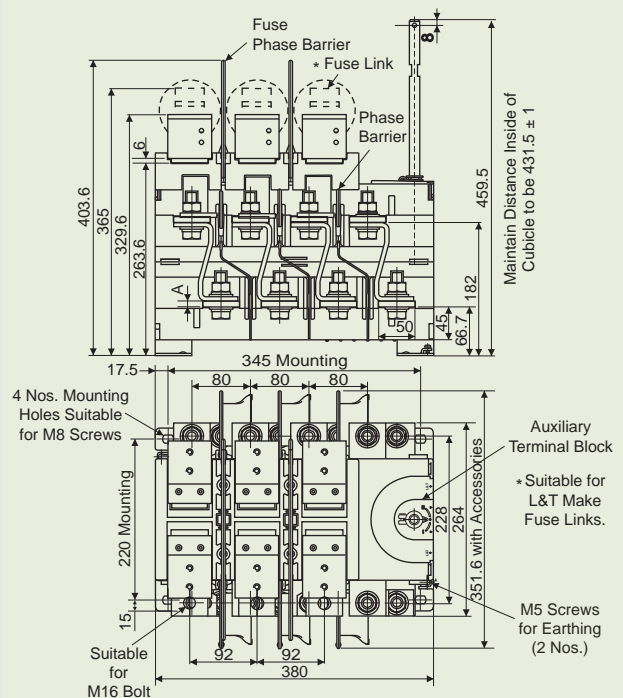 Fuse
Phase Barrier
* Fuse Link
Phase
Barrier
8
Maintain Distance Inside of
Cubicle to be 431.5 ± 1
459.5
403.6
365
329.6
263.6
6
A
182
45
66.7
50
17.5
345 Mounting
80
80
80
4 Nos. Mounting
Holes Suitable
for M8 Screws
Auxiliary
Terminal Block
* Suitable for
L&T Make
Fuse Links.
220 Mounting
15
228
264
351.6 with Accessories
M5 Screws
for Earthing
(2 Nos.)
Suitable
for
M16 Bolt
92
92
380